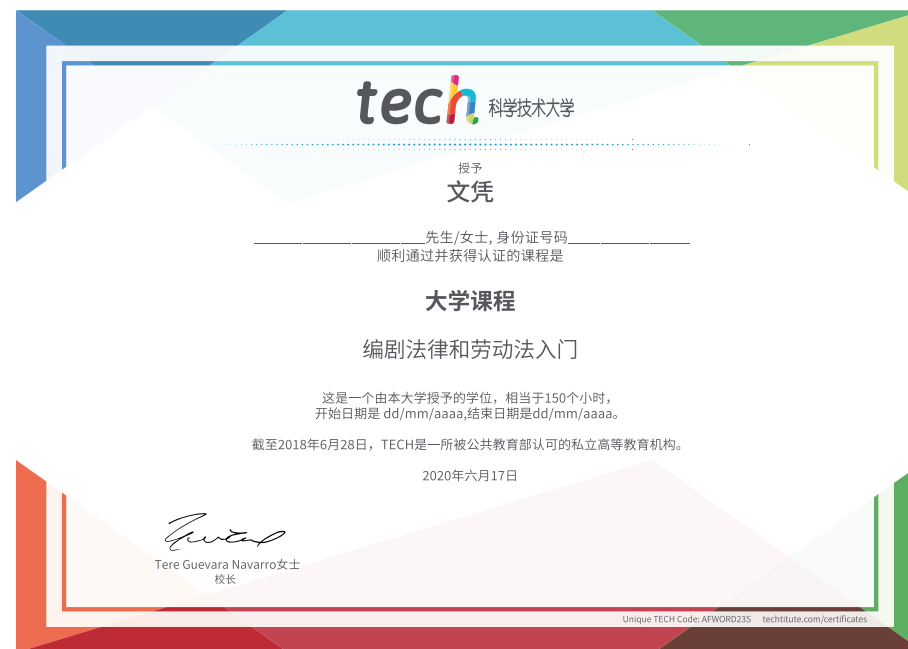 tech 科学技术大学
授予
文凭
先生/女士, 身份证号码
顺利通过并获得认证的课程是
大学课程
编剧法律和劳动法入门
这是一个由本大学授予的学位，相当于150个小时，
开始日期是 dd/mm/aaaa,结束日期是dd/mm/aaaa。
截至2018年6月28日，TECH是一所被公共教育部认可的私立高等教育机构。
2020年六月17日
Tere Guevara Navarro女士
校长
Unique TECH Code: AFWORD23S techtitute.com/certificates